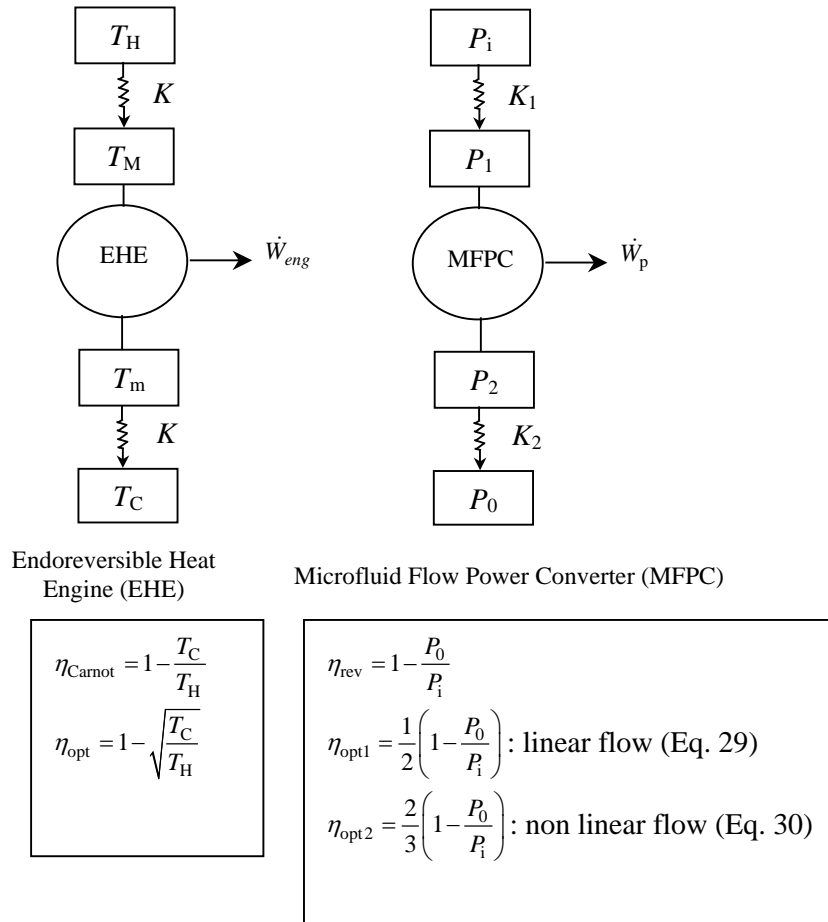 T_H
K
T_M
EHE
Ẇ_eng
T_m
K
T_C
Endoreversible Heat
Engine (EHE)
η_Carnot = 1 − T_C / T_H
η_opt = 1 − √(T_C / T_H)
P_i
K_1
P_1
MFPC
Ẇ_p
P_2
K_2
P_0
Microfluid Flow Power Converter (MFPC)
η_rev = 1 − P_0 / P_i
η_opt1 = 1/2 (1 − P_0 / P_i) : linear flow (Eq. 29)
η_opt2 = 2/3 (1 − P_0 / P_i) : non linear flow (Eq. 30)